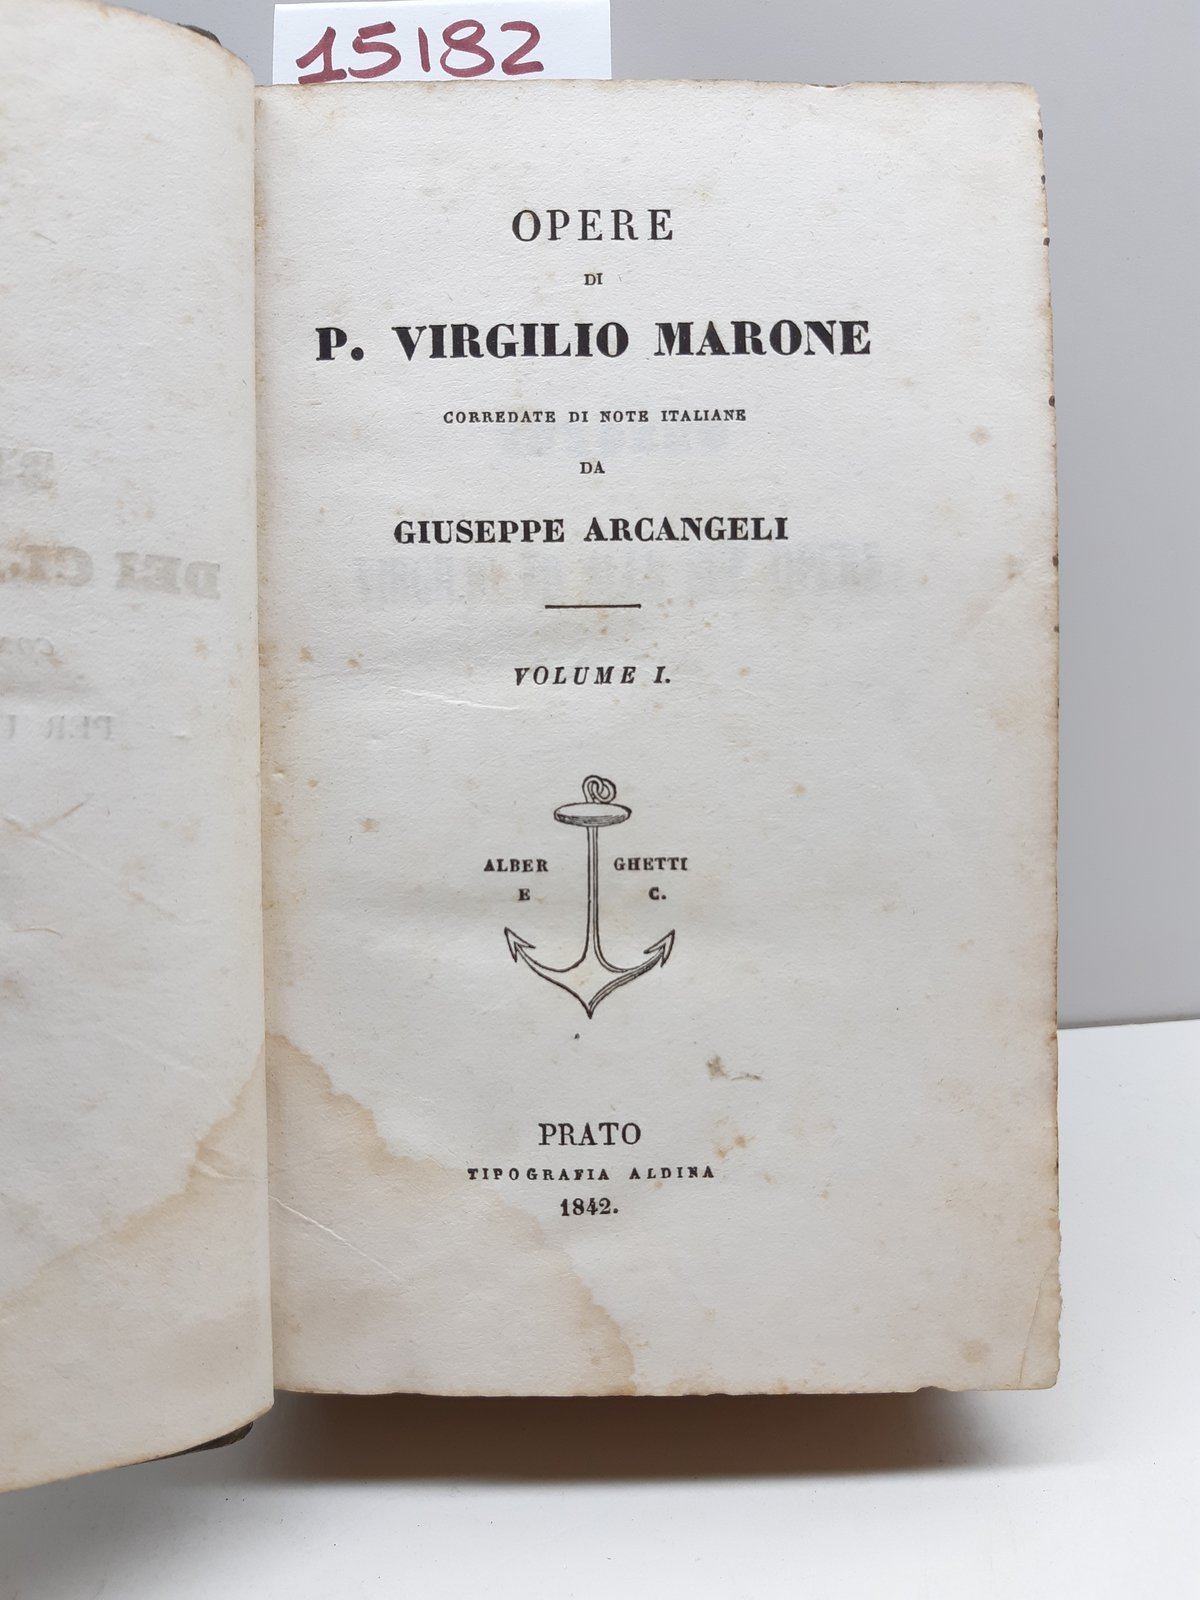 15182
OPERE
DI
P. VIRGILIO MARONE
CORREDATE DI NOTE ITALIANE
DA
GIUSEPPE ARCANGELI
VOLUME I.
ALBER GHETTI
E C.
PRATO
TIPOGRAFIA ALDINA
1842.